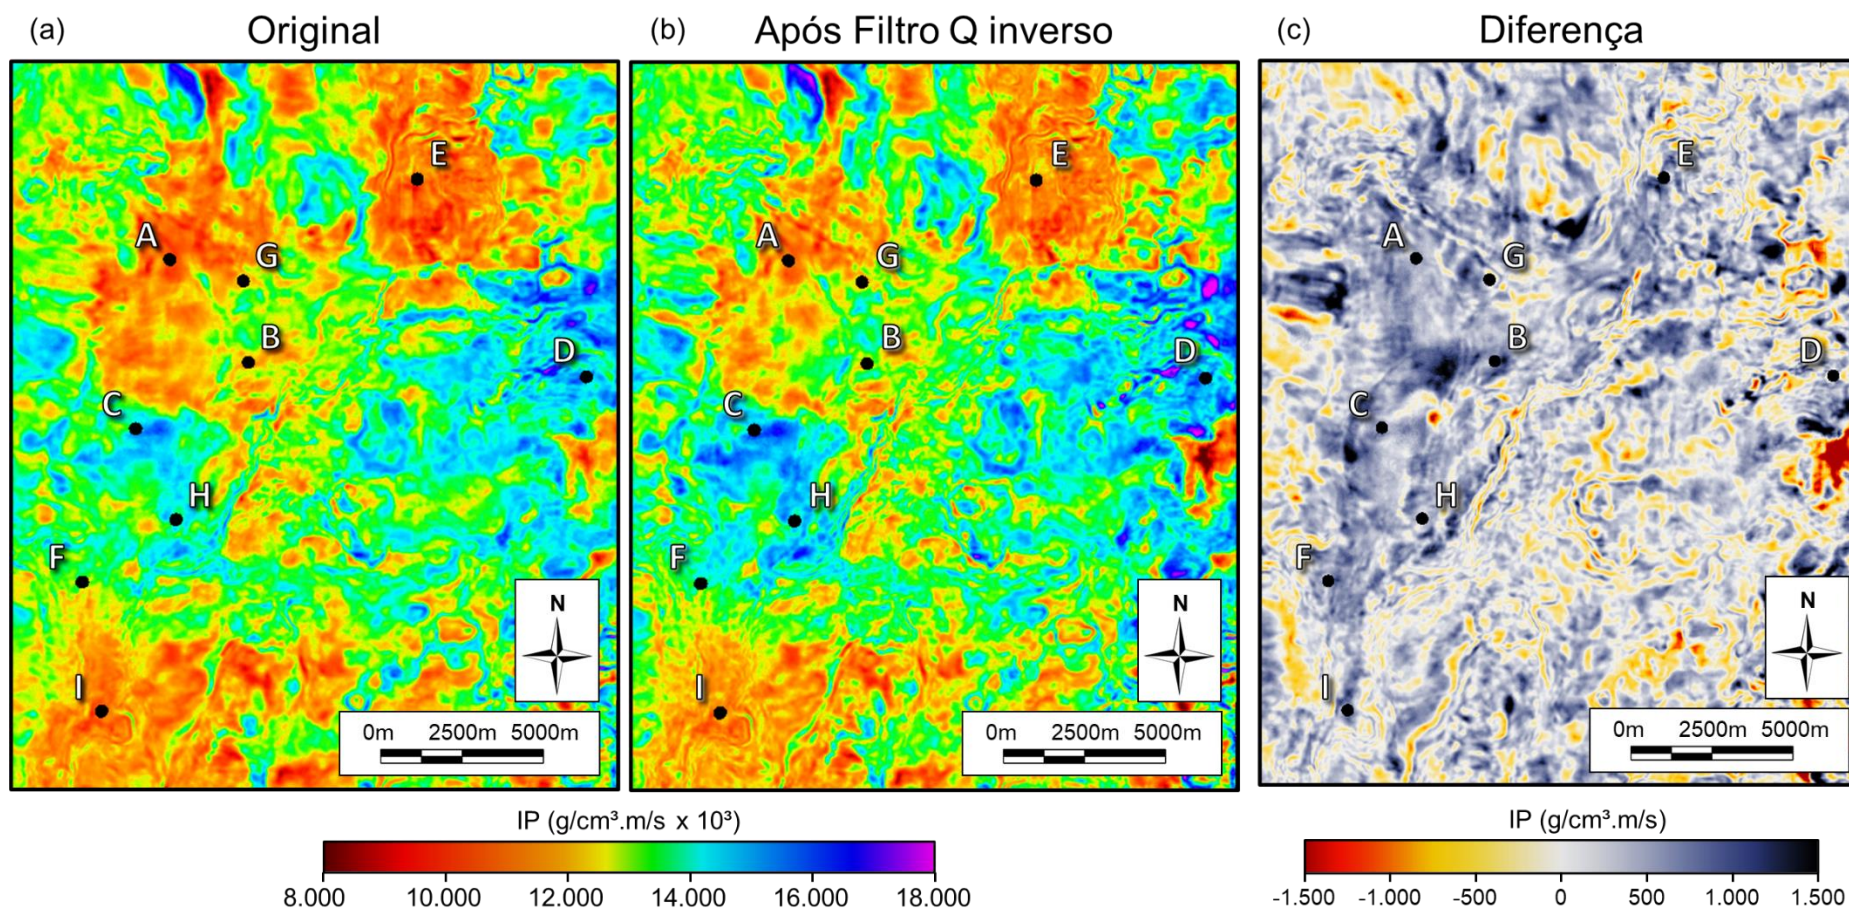 (a) Original
(b) Após Filtro Q inverso
(c) Diferença
A
G
B
C
D
E
F
H
I
N
0m 2500m 5000m
A
G
B
C
D
E
F
H
I
N
0m 2500m 5000m
A
G
B
C
D
E
F
H
I
N
0m 2500m 5000m
IP (g/cm³.m/s x 10³)
8.000 10.000 12.000 14.000 16.000 18.000
IP (g/cm³.m/s)
-1.500 -1.000 -500 0 500 1.000 1.500